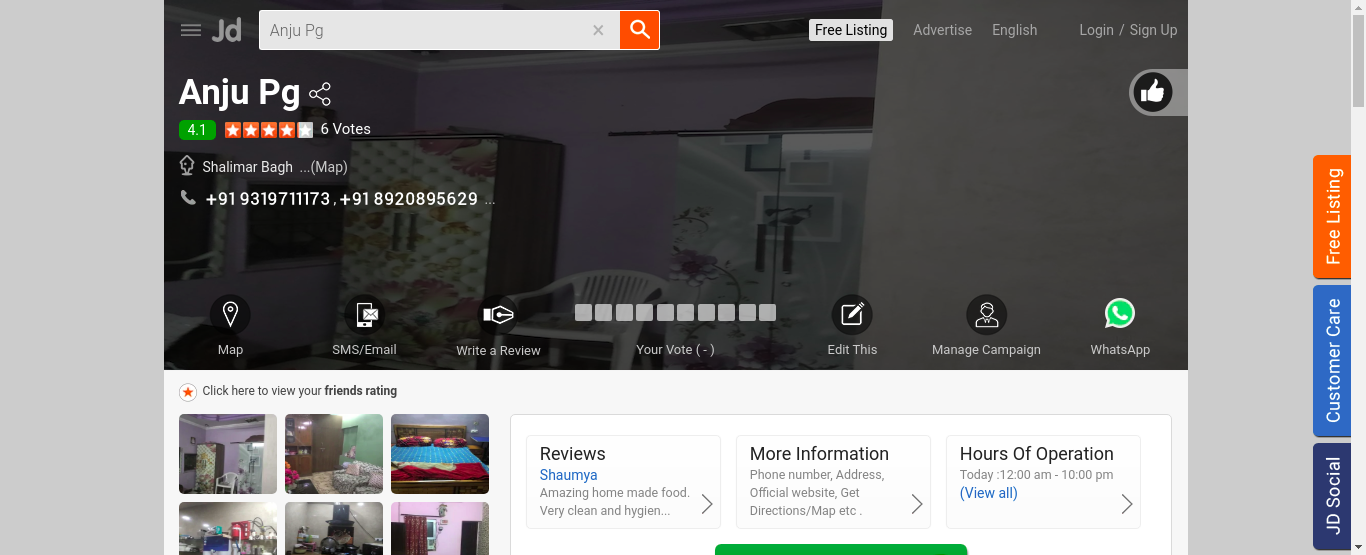 Jd
Anju Pg
Free Listing
Advertise
English
Login / Sign Up
Anju Pg
4.1
6 Votes
Shalimar Bagh ...(Map)
+91 9319711173 , +91 8920895629 ...
Map
SMS/Email
Write a Review
Your Vote ( - )
Edit This
Manage Campaign
WhatsApp
Click here to view your friends rating
Reviews
Shaumya
Amazing home made food.
Very clean and hygien...
More Information
Phone number, Address,
Official website, Get
Directions/Map etc .
Hours Of Operation
Today :12:00 am - 10:00 pm
(View all)
Free Listing
Customer Care
JD Social